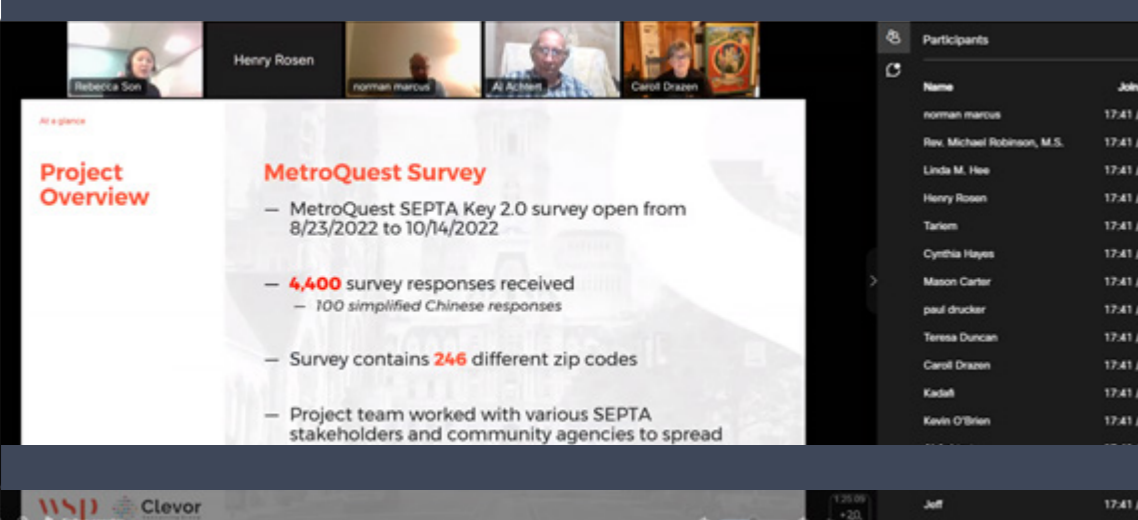 Rebecca Son
Henry Rosen
norman marcus
Al Achtert
Caroll Drazen
At a glance
Project
Overview
MetroQuest Survey
— MetroQuest SEPTA Key 2.0 survey open from
8/23/2022 to 10/14/2022
— 4,400 survey responses received
— 100 simplified Chinese responses
— Survey contains 246 different zip codes
— Project team worked with various SEPTA
stakeholders and community agencies to spread
wsp Clevor
1:25:09
+20
Participants
Name Join
norman marcus 17:41
Rev. Michael Robinson, M.S. 17:41
Linda M. Hee 17:41
Henry Rosen 17:41
Tariem 17:41
Cynthia Hayes 17:41
Mason Carter 17:41
paul drucker 17:41
Teresa Duncan 17:41
Caroll Drazen 17:41
Kadafi 17:41
Kevin O'Brien 17:41
Jeff 17:41